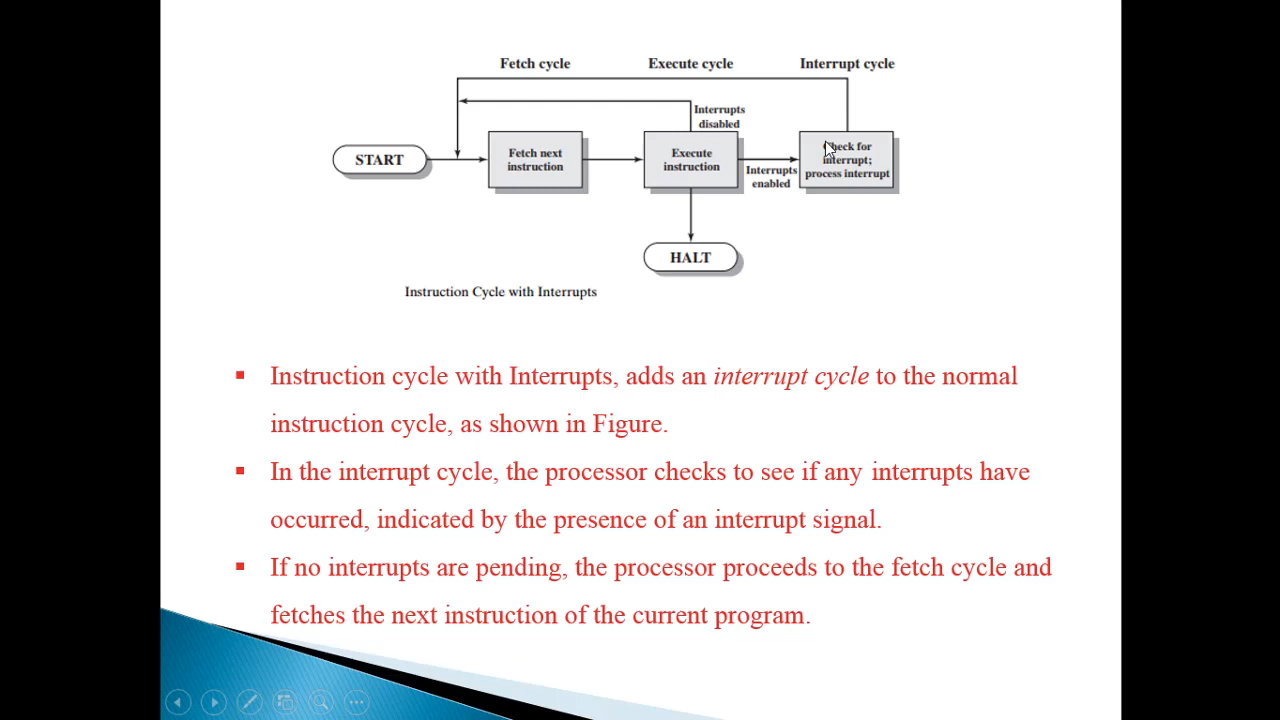 Fetch cycle Execute cycle Interrupt cycle
Interrupts
disabled
START
Fetch next
instruction
Execute
instruction
Interrupts
enabled
Check for
interrupt;
process interrupt
HALT
Instruction Cycle with Interrupts
▪ Instruction cycle with Interrupts, adds an interrupt cycle to the normal
instruction cycle, as shown in Figure.
▪ In the interrupt cycle, the processor checks to see if any interrupts have
occurred, indicated by the presence of an interrupt signal.
▪ If no interrupts are pending, the processor proceeds to the fetch cycle and
fetches the next instruction of the current program.